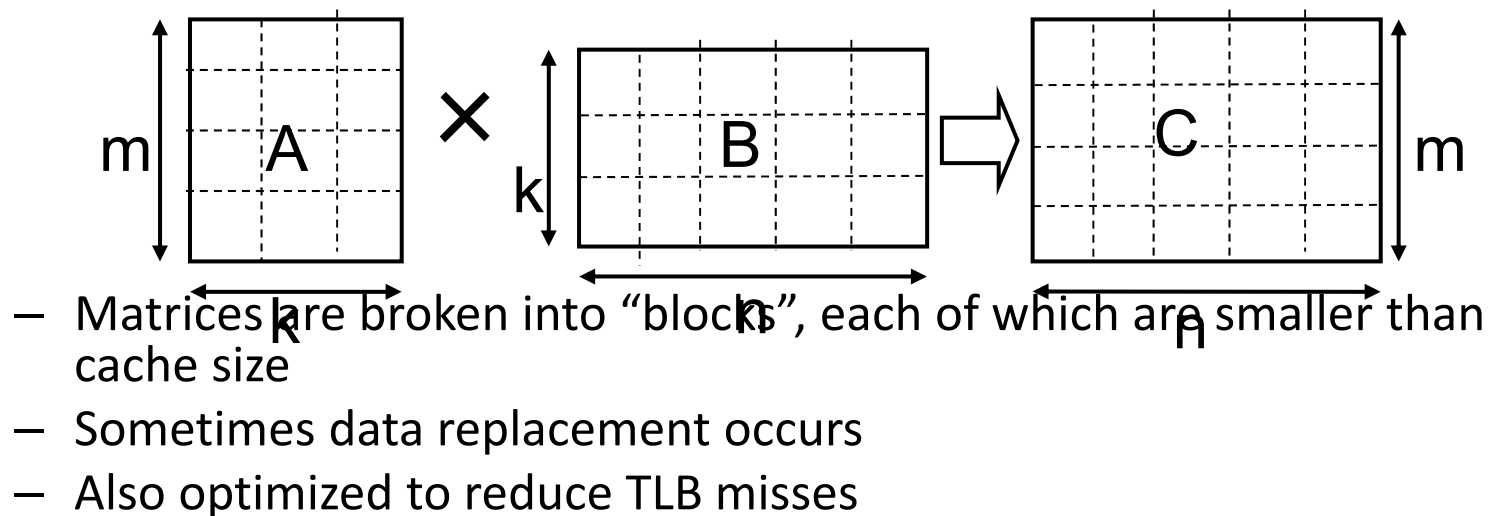 m
A
k
×
k
B
n
C
m
n
– Matrices are broken into “blocks”, each of which are smaller than
cache size
– Sometimes data replacement occurs
– Also optimized to reduce TLB misses